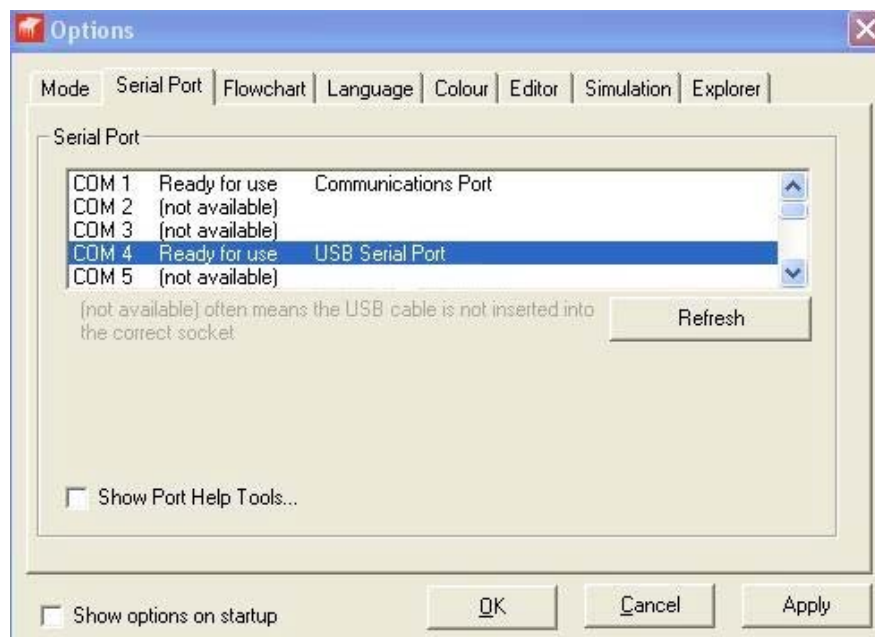 Options
Mode Serial Port Flowchart Language Colour Editor Simulation Explorer
Serial Port
COM 1 Ready for use Communications Port
COM 2 (not available)
COM 3 (not available)
COM 4 Ready for use USB Serial Port
COM 5 (not available)
(not available) often means the USB cable is not inserted into
the correct socket
Refresh
Show Port Help Tools...
Show options on startup
OK Cancel Apply